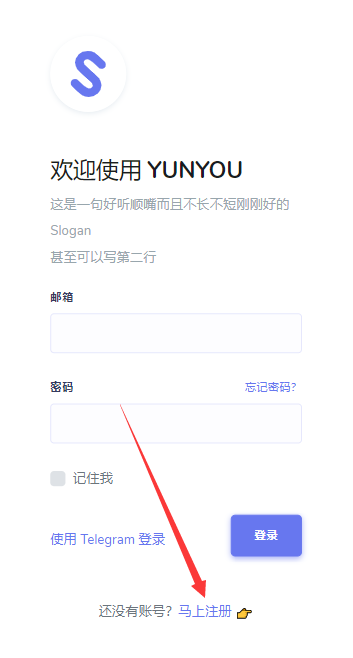 欢迎使用 YUNYOU
这是一句好听顺嘴而且不长不短刚刚好的
Slogan
甚至可以写第二行
邮箱
密码 忘记密码?
记住我
使用 Telegram 登录 登录
还没有账号？马上注册 👉